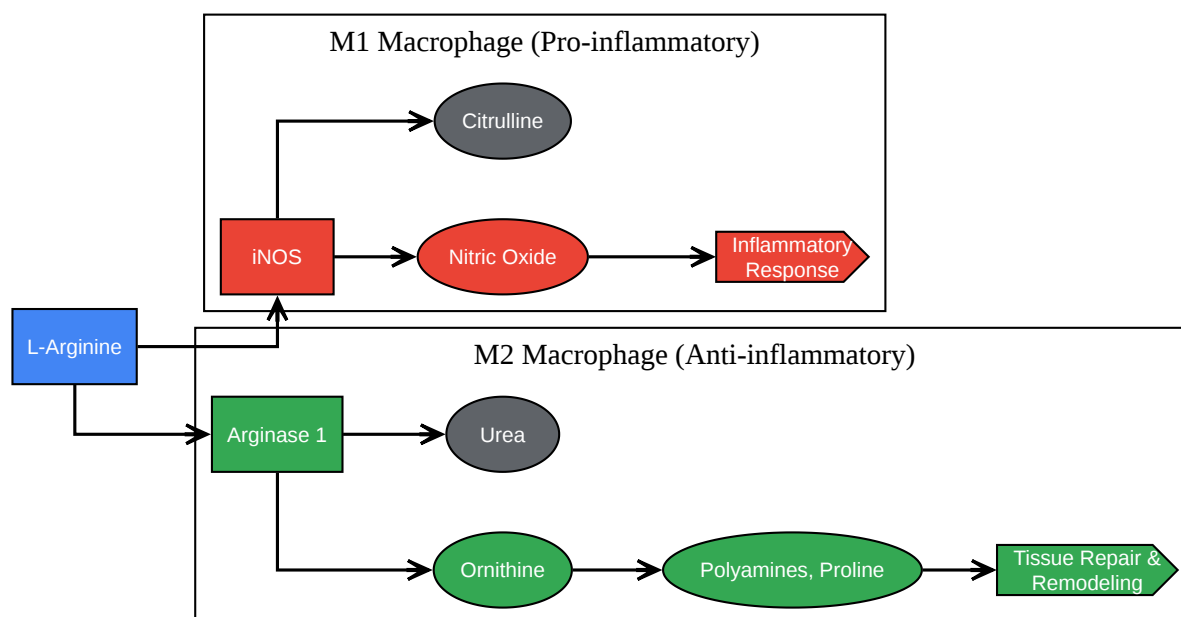 M1 Macrophage (Pro-inflammatory)
Citrulline
iNOS
Nitric Oxide
Inflammatory
Response
L-Arginine
M2 Macrophage (Anti-inflammatory)
Arginase 1
Urea
Ornithine
Polyamines, Proline
Tissue Repair &
Remodeling